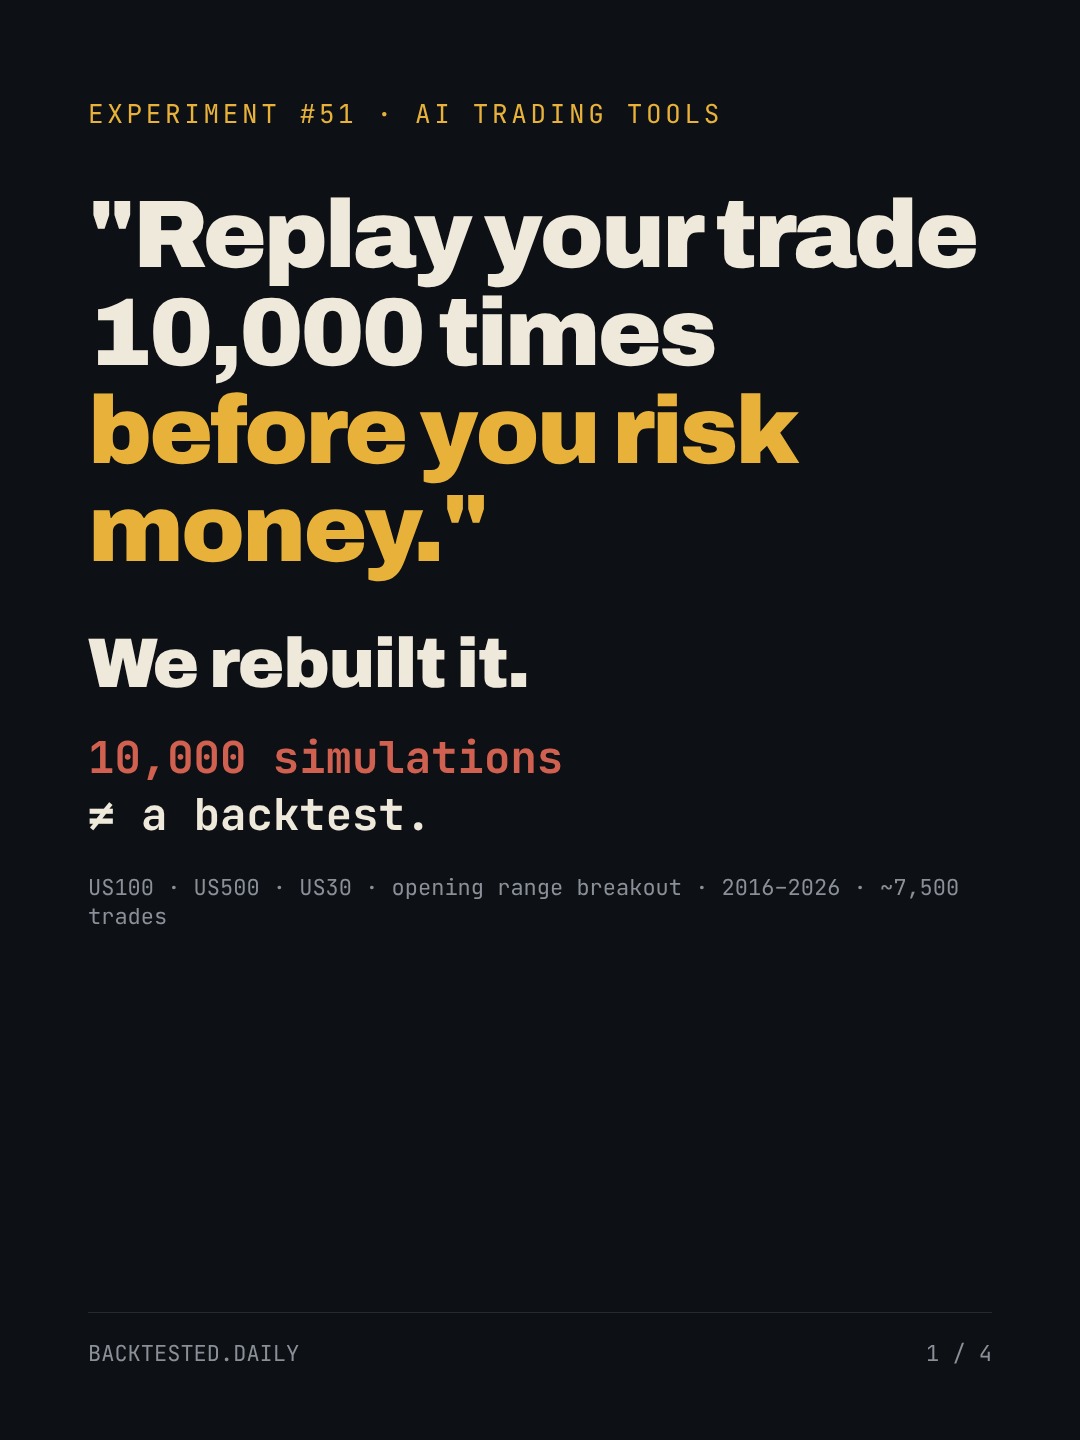 EXPERIMENT #51 · AI TRADING TOOLS
"Replay your trade
10,000 times
before you risk
money."
We rebuilt it.
10,000 simulations
≠ a backtest.
US100 · US500 · US30 · opening range breakout · 2016–2026 · ~7,500
trades
BACKTESTED.DAILY
1 / 4